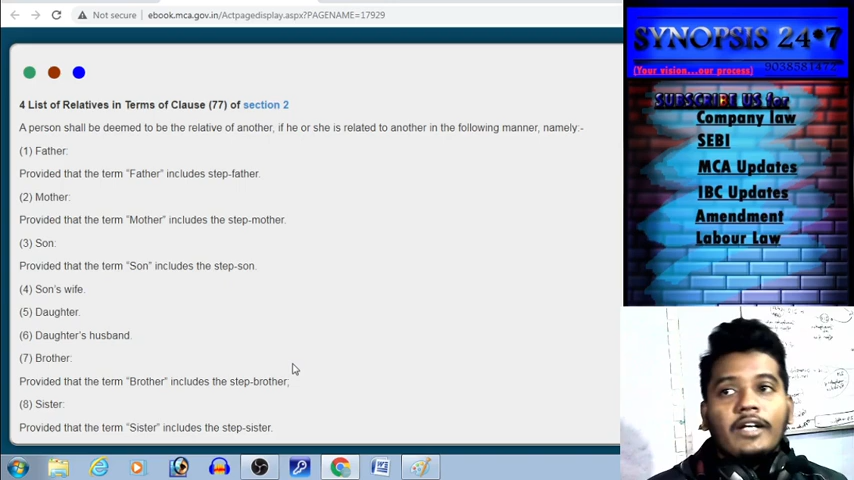 Not secure | ebook.mca.gov.in/Actpagedisplay.aspx?PAGENAME=17929
4 List of Relatives in Terms of Clause (77) of section 2
A person shall be deemed to be the relative of another, if he or she is related to another in the following manner, namely:-
(1) Father:
Provided that the term "Father" includes step-father.
(2) Mother:
Provided that the term "Mother" includes the step-mother.
(3) Son:
Provided that the term "Son" includes the step-son.
(4) Son's wife.
(5) Daughter.
(6) Daughter's husband.
(7) Brother:
Provided that the term "Brother" includes the step-brother;
(8) Sister:
Provided that the term "Sister" includes the step-sister.
SYNOPSIS 24*7
(Your vision...our process) 9038581472
SUBSCRIBE US for
Company law
SEBI
MCA Updates
IBC Updates
Amendment
Labour Law